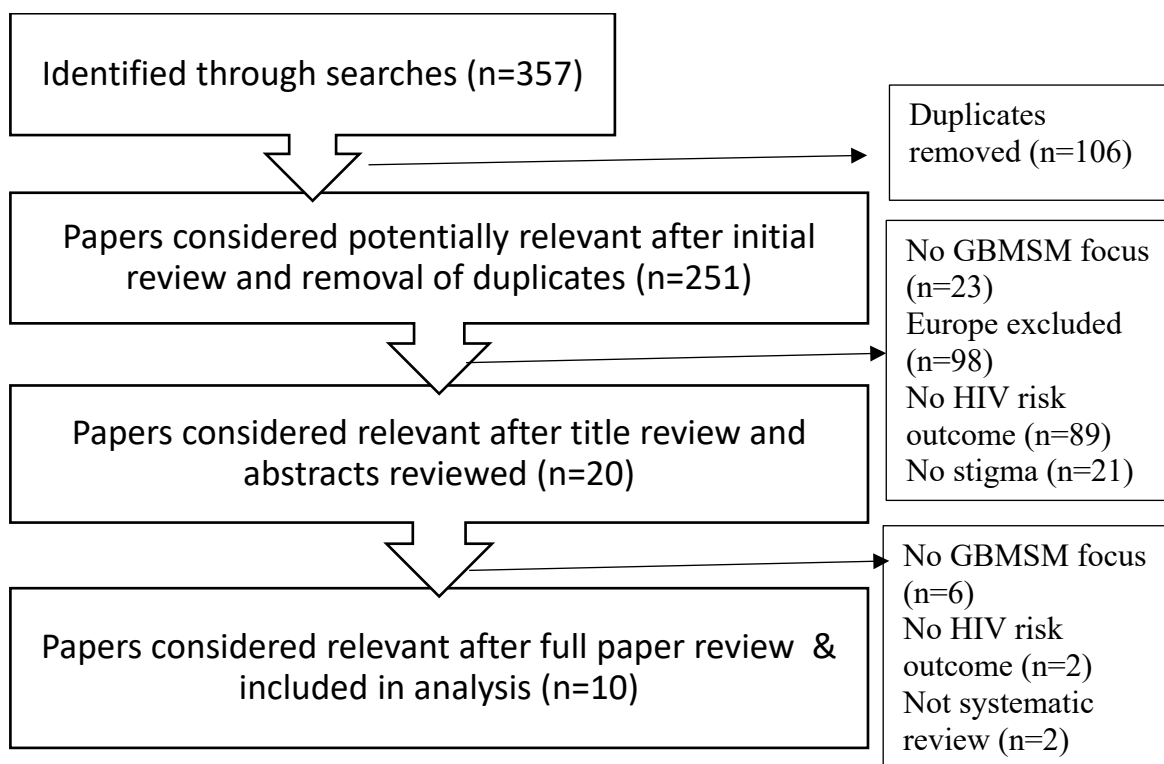 Identified through searches (n=357)
Duplicates
removed (n=106)
Papers considered potentially relevant after initial
review and removal of duplicates (n=251)
No GBMSM focus
(n=23)
Europe excluded
(n=98)
No HIV risk
outcome (n=89)
No stigma (n=21)
Papers considered relevant after title review and
abstracts reviewed (n=20)
No GBMSM focus
(n=6)
No HIV risk
outcome (n=2)
Not systematic
review (n=2)
Papers considered relevant after full paper review &
included in analysis (n=10)